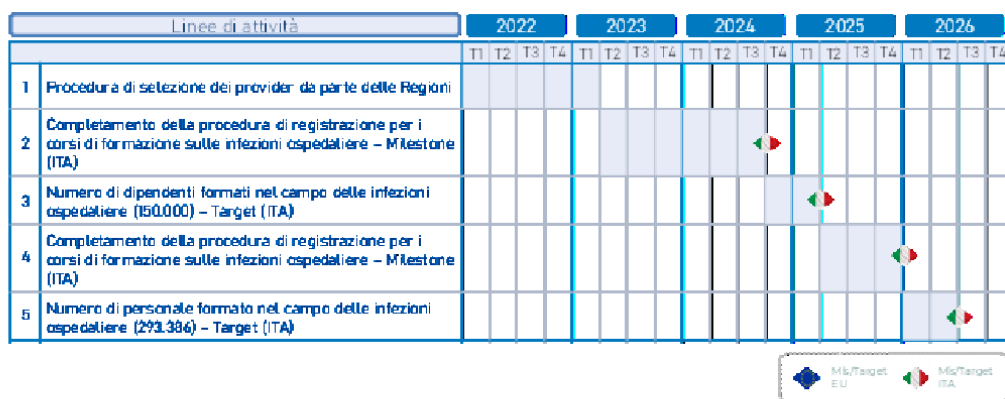 Linee di attività 2022 2023 2024 2025 2026
T1 T2 T3 T4 T1 T2 T3 T4 T1 T2 T3 T4 T1 T2 T3 T4 T1 T2 T3 T4
1 Procedura di selezione dei provider da parte delle Regioni
Completamento della procedura di registrazione per i
2 corsi di formazione sulle infezioni ospedaliere – Milestone
(ITA)
3 Numero di dipendenti formati nel campo delle infezioni
ospedaliere (150.000) – Target (ITA)
Completamento della procedura di registrazione per i
4 corsi di formazione sulle infezioni ospedaliere – Milestone
(ITA)
5 Numero di personale formato nel campo delle infezioni
ospedaliere (293.386) – Target (ITA)
Mis/Target EU
Mis/Target ITA